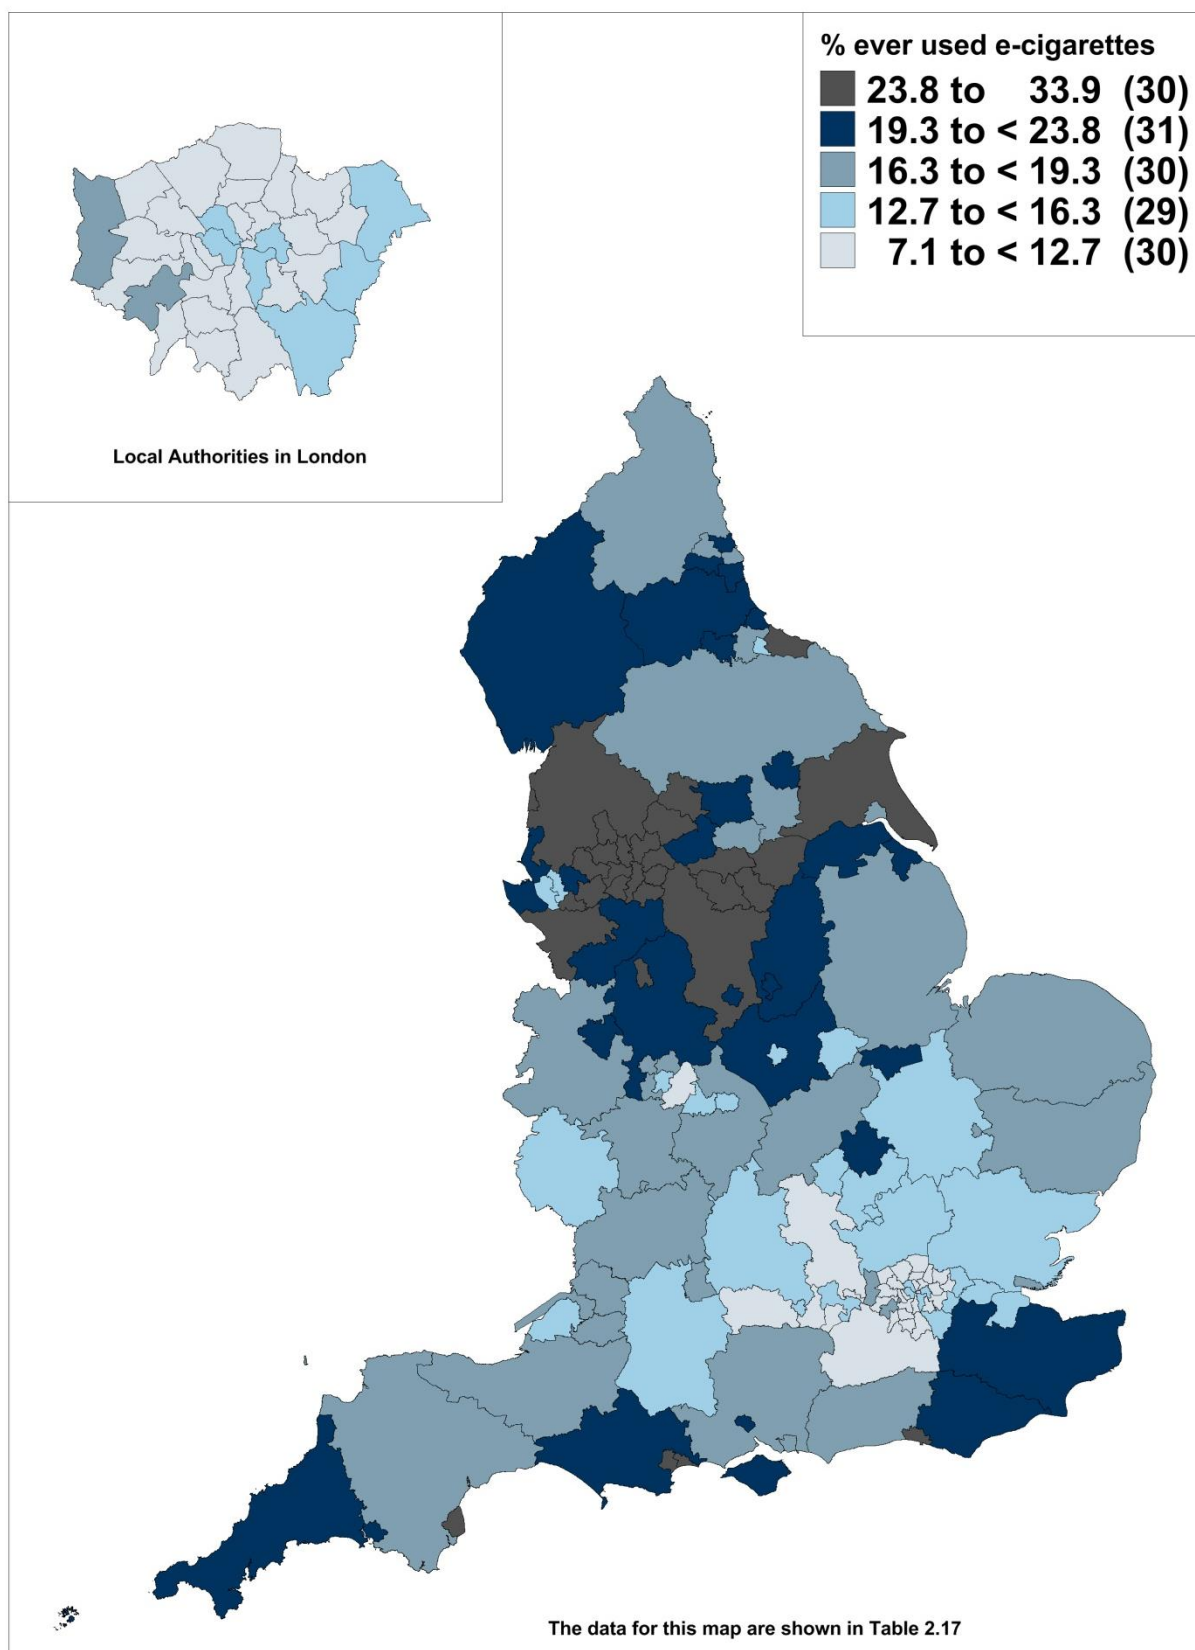 % ever used e-cigarettes
23.8 to 33.9 (30)
19.3 to < 23.8 (31)
16.3 to < 19.3 (30)
12.7 to < 16.3 (29)
7.1 to < 12.7 (30)
Local Authorities in London
The data for this map are shown in Table 2.17